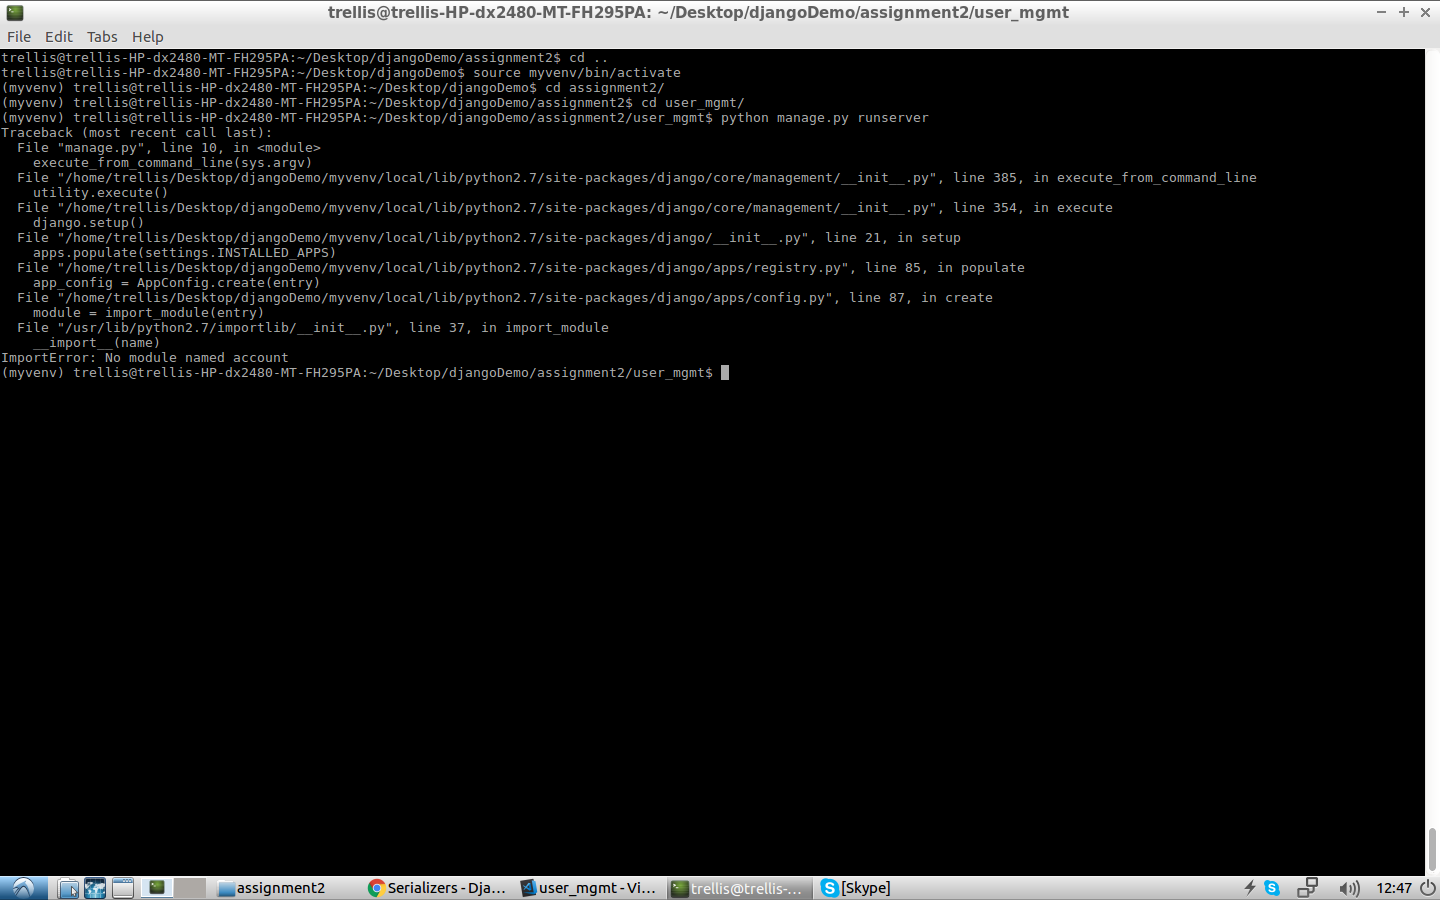 trellis@trellis-HP-dx2480-MT-FH295PA: ~/Desktop/djangoDemo/assignment2/user_mgmt
File Edit Tabs Help
trellis@trellis-HP-dx2480-MT-FH295PA:~/Desktop/djangoDemo/assignment2$ cd ..
trellis@trellis-HP-dx2480-MT-FH295PA:~/Desktop/djangoDemo$ source myvenv/bin/activate
(myvenv) trellis@trellis-HP-dx2480-MT-FH295PA:~/Desktop/djangoDemo$ cd assignment2/
(myvenv) trellis@trellis-HP-dx2480-MT-FH295PA:~/Desktop/djangoDemo/assignment2$ cd user_mgmt/
(myvenv) trellis@trellis-HP-dx2480-MT-FH295PA:~/Desktop/djangoDemo/assignment2/user_mgmt$ python manage.py runserver
Traceback (most recent call last):
  File "manage.py", line 10, in <module>
    execute_from_command_line(sys.argv)
  File "/home/trellis/Desktop/djangoDemo/myvenv/local/lib/python2.7/site-packages/django/core/management/__init__.py", line 385, in execute_from_command_line
    utility.execute()
  File "/home/trellis/Desktop/djangoDemo/myvenv/local/lib/python2.7/site-packages/django/core/management/__init__.py", line 354, in execute
    django.setup()
  File "/home/trellis/Desktop/djangoDemo/myvenv/local/lib/python2.7/site-packages/django/__init__.py", line 21, in setup
    apps.populate(settings.INSTALLED_APPS)
  File "/home/trellis/Desktop/djangoDemo/myvenv/local/lib/python2.7/site-packages/django/apps/registry.py", line 85, in populate
    app_config = AppConfig.create(entry)
  File "/home/trellis/Desktop/djangoDemo/myvenv/local/lib/python2.7/site-packages/django/apps/config.py", line 87, in create
    module = import_module(entry)
  File "/usr/lib/python2.7/importlib/__init__.py", line 37, in import_module
    __import__(name)
ImportError: No module named account
(myvenv) trellis@trellis-HP-dx2480-MT-FH295PA:~/Desktop/djangoDemo/assignment2/user_mgmt$
assignment2 Serializers - Dja... user_mgmt - Vi... trellis@trellis-... [Skype] 12:47